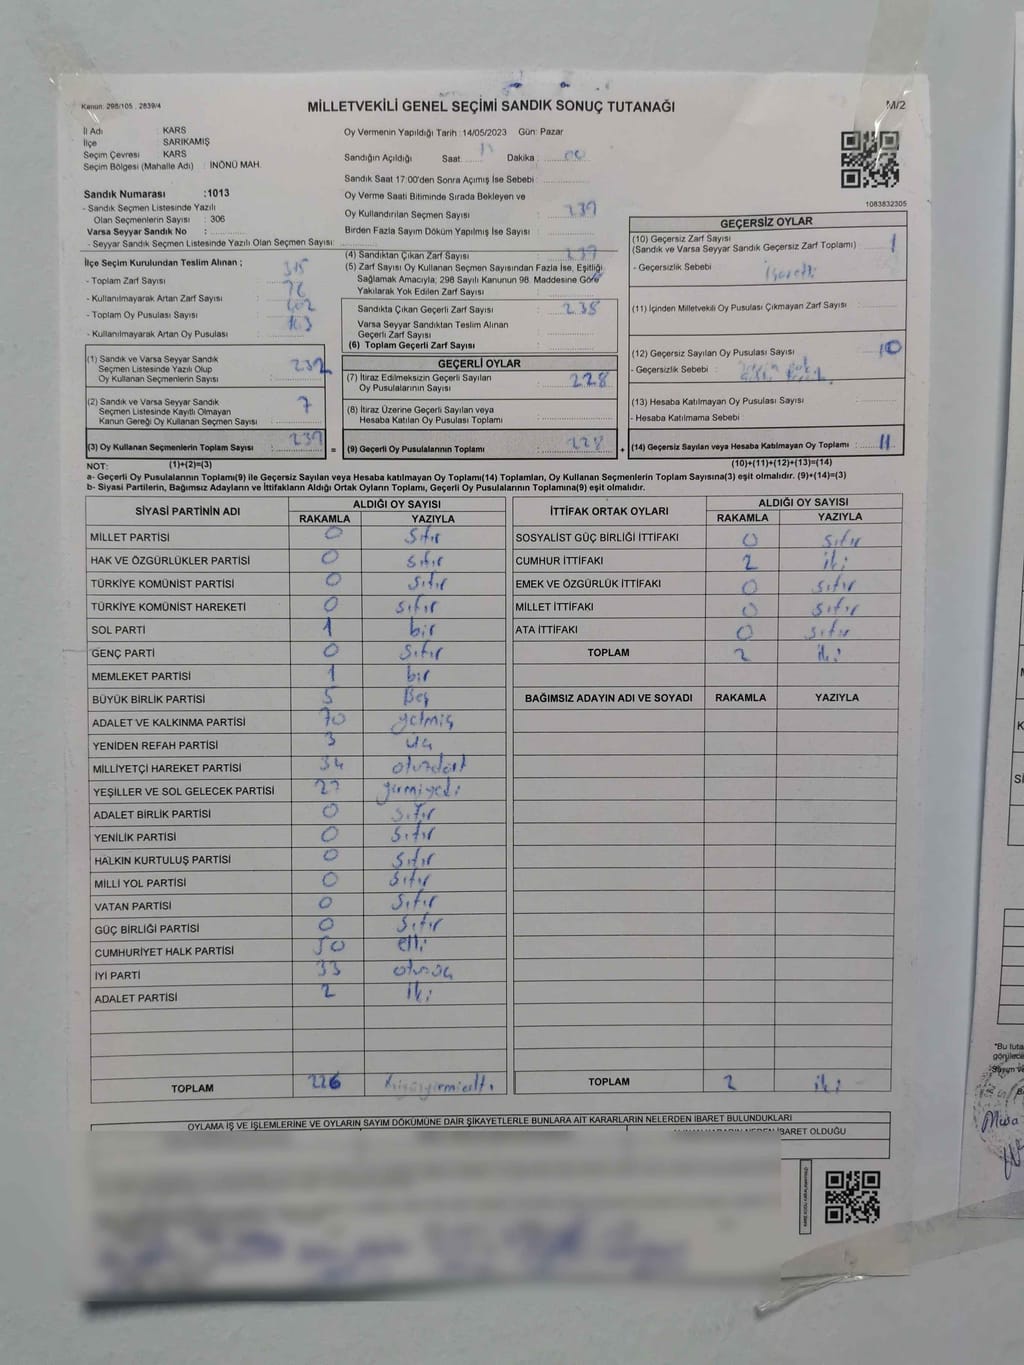 Kanun: 298/105 , 2839/4
MİLLETVEKİLİ GENEL SEÇİMİ SANDIK SONUÇ TUTANAĞI
M/2
İl Adı : KARS
İlçe : SARIKAMIŞ
Seçim Çevresi : KARS
Seçim Bölgesi (Mahalle Adı) : İNÖNÜ MAH.
Sandık Numarası :1013
- Sandık Seçmen Listesinde Yazılı
Olan Seçmenlerin Sayısı : 306
Varsa Seyyar Sandık No :
- Seyyar Sandık Seçmen Listesinde Yazılı Olan Seçmen Sayısı:
İlçe Seçim Kurulundan Teslim Alınan ;
- Toplam Zarf Sayısı : 315
- Kullanılmayarak Artan Zarf Sayısı : 76
- Toplam Oy Pusulası Sayısı : 402
- Kullanılmayarak Artan Oy Pusulası : 163
(1) Sandık ve Varsa Seyyar Sandık
Seçmen Listesinde Yazılı Olup
Oy Kullanan Seçmenlerin Sayısı : 232
(2) Sandık ve Varsa Seyyar Sandık
Seçmen Listesinde Kayıtlı Olmayan
Kanun Gereği Oy Kullanan Seçmen Sayısı : 7
(3) Oy Kullanan Seçmenlerin Toplam Sayısı : 239
Oy Vermenin Yapıldığı Tarih : 14/05/2023 Gün: Pazar
Sandığın Açıldığı Saat: Dakika : 00
Sandık Saat 17:00'den Sonra Açımış İse Sebebi :
Oy Verme Saati Bitiminde Sırada Bekleyen ve
Oy Kullandırılan Seçmen Sayısı : 239
Birden Fazla Sayım Döküm Yapılmış İse Sayısı :
(4) Sandıktan Çıkan Zarf Sayısı : 239
(5) Zarf Sayısı Oy Kullanan Seçmen Sayısından Fazla İse, Eşitliği
Sağlamak Amacıyla, 298 Sayılı Kanunun 98. Maddesine Göre
Yakılarak Yok Edilen Zarf Sayısı :
Sandıkta Çıkan Geçerli Zarf Sayısı : 238
Varsa Seyyar Sandıktan Teslim Alınan
Geçerli Zarf Sayısı :
(6) Toplam Geçerli Zarf Sayısı :
GEÇERLİ OYLAR
(7) İtiraz Edilmeksizin Geçerli Sayılan
Oy Pusulalarının Sayısı : 228
(8) İtiraz Üzerine Geçerli Sayılan veya
Hesaba Katılan Oy Pusulası Toplamı :
= (9) Geçerli Oy Pusulalarının Toplamı : 228
1083832305
GEÇERSİZ OYLAR
(10) Geçersiz Zarf Sayısı
(Sandık ve Varsa Seyyar Sandık Geçersiz Zarf Toplamı) : 1
- Geçersizlik Sebebi : İşaretli
(11) İçinden Milletvekili Oy Pusulası Çıkmayan Zarf Sayısı :
(12) Geçersiz Sayılan Oy Pusulası Sayısı : 10
- Geçersizlik Sebebi :
(13) Hesaba Katılmayan Oy Pusulası Sayısı :
- Hesaba Katılmama Sebebi :
+ (14) Geçersiz Sayılan veya Hesaba Katılmayan Oy Toplamı : 11
NOT: (1)+(2)=(3) (10)+(11)+(12)+(13)=(14)
a- Geçerli Oy Pusulalarının Toplamı(9) ile Geçersiz Sayılan veya Hesaba katılmayan Oy Toplamı(14) Toplamları, Oy Kullanan Seçmenlerin Toplam Sayısına(3) eşit olmalıdır. (9)+(14)=(3)
b- Siyasi Partilerin, Bağımsız Adayların ve İttifakların Aldığı Ortak Oyların Toplamı, Geçerli Oy Pusulalarının Toplamına(9) eşit olmalıdır.
SİYASİ PARTİNİN ADI ALDIĞI OY SAYISI
RAKAMLA YAZIYLA
MİLLET PARTİSİ 0 sıfır
HAK VE ÖZGÜRLÜKLER PARTİSİ 0 sıfır
TÜRKİYE KOMÜNİST PARTİSİ 0 sıfır
TÜRKİYE KOMÜNİST HAREKETİ 0 sıfır
SOL PARTİ 1 bir
GENÇ PARTİ 0 sıfır
MEMLEKET PARTİSİ 1 bir
BÜYÜK BİRLİK PARTİSİ 5 Beş
ADALET VE KALKINMA PARTİSİ 70 yetmiş
YENİDEN REFAH PARTİSİ 3 üç
MİLLİYETÇİ HAREKET PARTİSİ 34 otuzdört
YEŞİLLER VE SOL GELECEK PARTİSİ 27 yirmiyedi
ADALET BİRLİK PARTİSİ 0 sıfır
YENİLİK PARTİSİ 0 sıfır
HALKIN KURTULUŞ PARTİSİ 0 sıfır
MİLLİ YOL PARTİSİ 0 sıfır
VATAN PARTİSİ 0 sıfır
GÜÇ BİRLİĞİ PARTİSİ 0 sıfır
CUMHURİYET HALK PARTİSİ 50 elli
İYİ PARTİ 33 otuzüç
ADALET PARTİSİ 2 iki
TOPLAM 226 ikiyüzyirmialtı
İTTİFAK ORTAK OYLARI ALDIĞI OY SAYISI
RAKAMLA YAZIYLA
SOSYALİST GÜÇ BİRLİĞİ İTTİFAKI 0 sıfır
CUMHUR İTTİFAKI 2 iki
EMEK VE ÖZGÜRLÜK İTTİFAKI 0 sıfır
MİLLET İTTİFAKI 0 sıfır
ATA İTTİFAKI 0 sıfır
TOPLAM 2 iki
BAĞIMSIZ ADAYIN ADI VE SOYADI RAKAMLA YAZIYLA
TOPLAM 2 iki
OYLAMA İŞ VE İŞLEMLERİNE VE OYLARIN SAYIM DÖKÜMÜNE DAİR ŞİKAYETLERLE BUNLARA AİT KARARLARIN NELERDEN İBARET BULUNDUKLARI
İBARET OLDUĞU